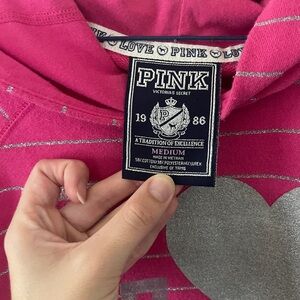 LOVE PINK LOVE
PINK
VICTORIA'S SECRET
19 86
A TRADITION OF EXCELLENCE
MEDIUM
MADE IN VIETNAM
EXCLUSIVE OF TRIMS